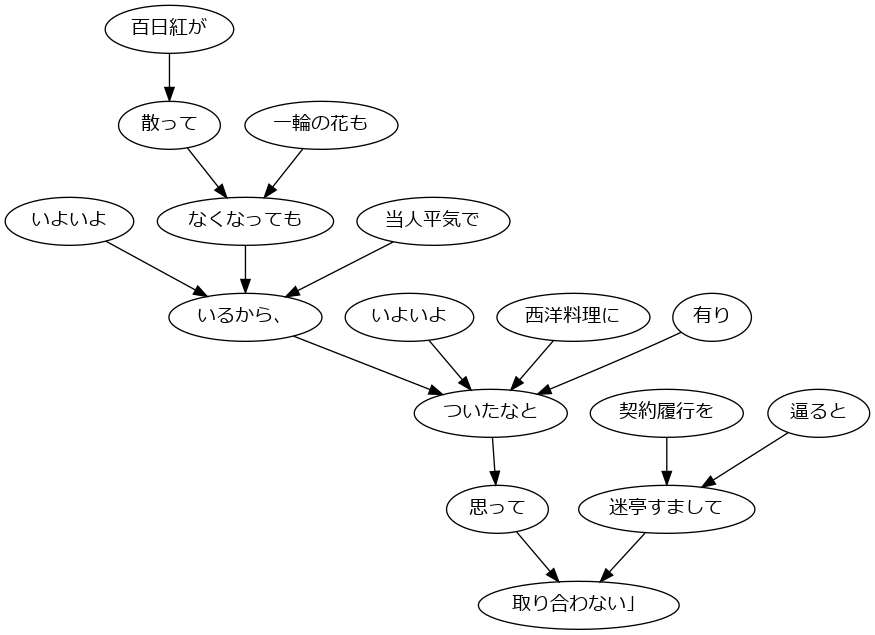 百日紅が
散って
一輪の花も
いよいよ
なくなっても
当人平気で
いるから、
いよいよ
西洋料理に
有り
ついたなと
契約履行を
逼ると
思って
迷亭すまして
取り合わない」